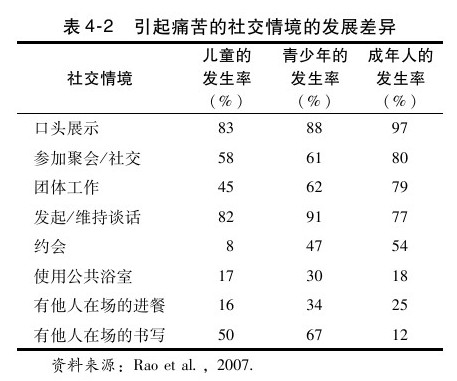 表 4-2 引起痛苦的社交情境的发展差异
社交情境 儿童的发生率（%） 青少年的发生率（%） 成年人的发生率（%）
口头展示 83 88 97
参加聚会/社交 58 61 80
团体工作 45 62 79
发起/维持谈话 82 91 77
约会 8 47 54
使用公共浴室 17 30 18
有他人在场的进餐 16 34 25
有他人在场的书写 50 67 12
资料来源：Rao et al.，2007.